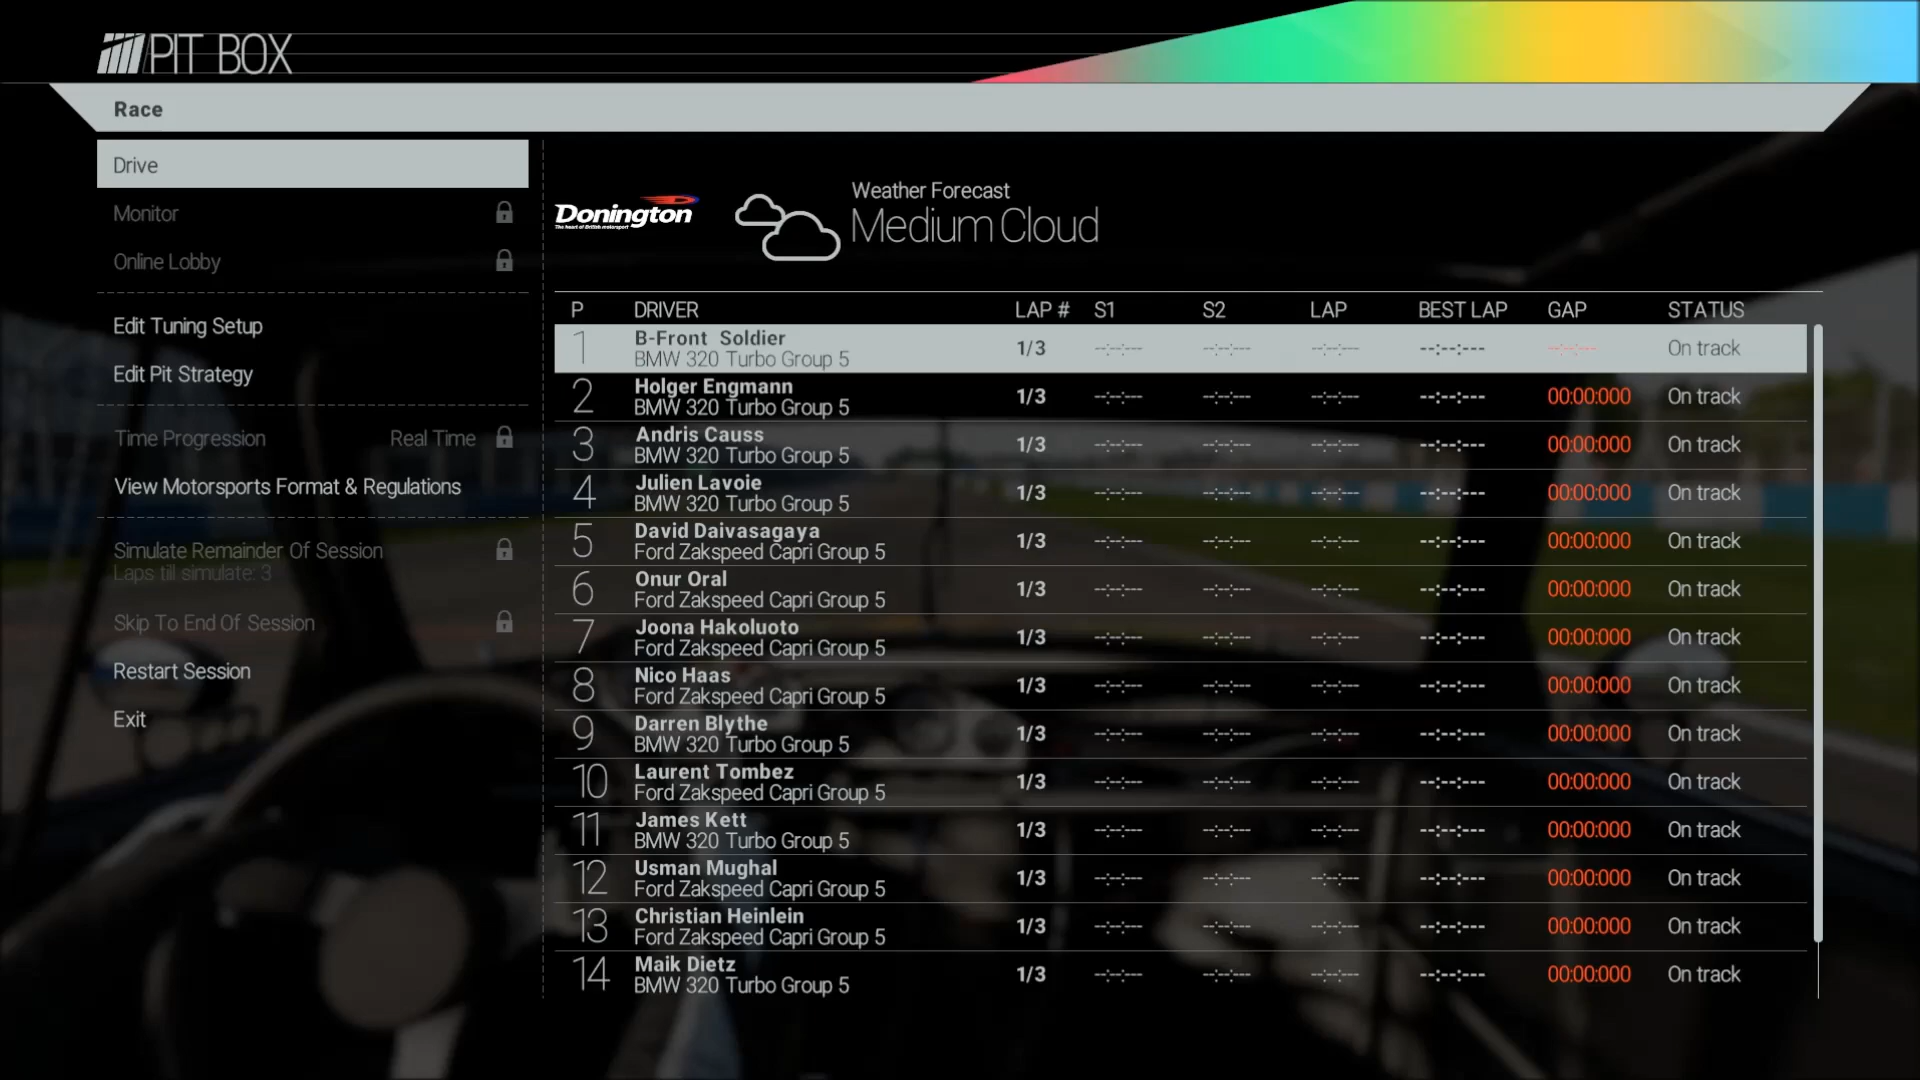 PIT BOX
Race
Drive
Monitor
Online Lobby
Edit Tuning Setup
Edit Pit Strategy
Time Progression Real Time
View Motorsports Format & Regulations
Simulate Remainder Of Session
Laps till simulate: 3
Skip To End Of Session
Restart Session
Exit
Donington
The heart of British motorsport
Weather Forecast
Medium Cloud
P DRIVER LAP # S1 S2 LAP BEST LAP GAP STATUS
1 B-Front Soldier 1/3 --:--:--- --:--:--- --:--:--- --:--:--- --:--:--- On track
BMW 320 Turbo Group 5
2 Holger Engmann 1/3 --:--:--- --:--:--- --:--:--- --:--:--- 00:00:000 On track
BMW 320 Turbo Group 5
3 Andris Causs 1/3 --:--:--- --:--:--- --:--:--- --:--:--- 00:00:000 On track
BMW 320 Turbo Group 5
4 Julien Lavoie 1/3 --:--:--- --:--:--- --:--:--- --:--:--- 00:00:000 On track
BMW 320 Turbo Group 5
5 David Daivasagaya 1/3 --:--:--- --:--:--- --:--:--- --:--:--- 00:00:000 On track
Ford Zakspeed Capri Group 5
6 Onur Oral 1/3 --:--:--- --:--:--- --:--:--- --:--:--- 00:00:000 On track
Ford Zakspeed Capri Group 5
7 Joona Hakoluoto 1/3 --:--:--- --:--:--- --:--:--- --:--:--- 00:00:000 On track
Ford Zakspeed Capri Group 5
8 Nico Haas 1/3 --:--:--- --:--:--- --:--:--- --:--:--- 00:00:000 On track
Ford Zakspeed Capri Group 5
9 Darren Blythe 1/3 --:--:--- --:--:--- --:--:--- --:--:--- 00:00:000 On track
BMW 320 Turbo Group 5
10 Laurent Tombez 1/3 --:--:--- --:--:--- --:--:--- --:--:--- 00:00:000 On track
Ford Zakspeed Capri Group 5
11 James Kett 1/3 --:--:--- --:--:--- --:--:--- --:--:--- 00:00:000 On track
BMW 320 Turbo Group 5
12 Usman Mughal 1/3 --:--:--- --:--:--- --:--:--- --:--:--- 00:00:000 On track
Ford Zakspeed Capri Group 5
13 Christian Heinlein 1/3 --:--:--- --:--:--- --:--:--- --:--:--- 00:00:000 On track
Ford Zakspeed Capri Group 5
14 Maik Dietz 1/3 --:--:--- --:--:--- --:--:--- --:--:--- 00:00:000 On track
BMW 320 Turbo Group 5